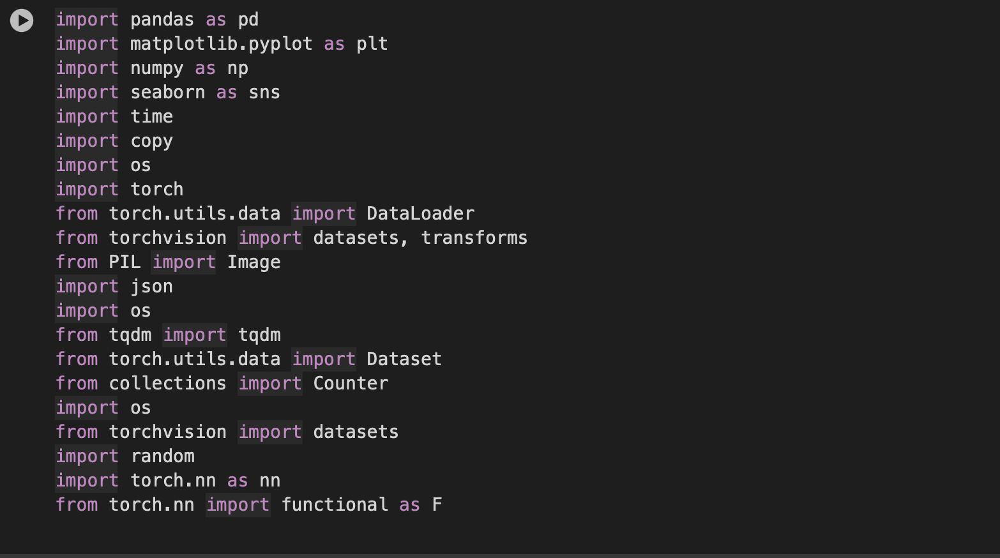 import pandas as pd
import matplotlib.pyplot as plt
import numpy as np
import seaborn as sns
import time
import copy
import os
import torch
from torch.utils.data import DataLoader
from torchvision import datasets, transforms
from PIL import Image
import json
import os
from tqdm import tqdm
from torch.utils.data import Dataset
from collections import Counter
import os
from torchvision import datasets
import random
import torch.nn as nn
from torch.nn import functional as F